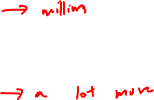 → million
→ a lot more